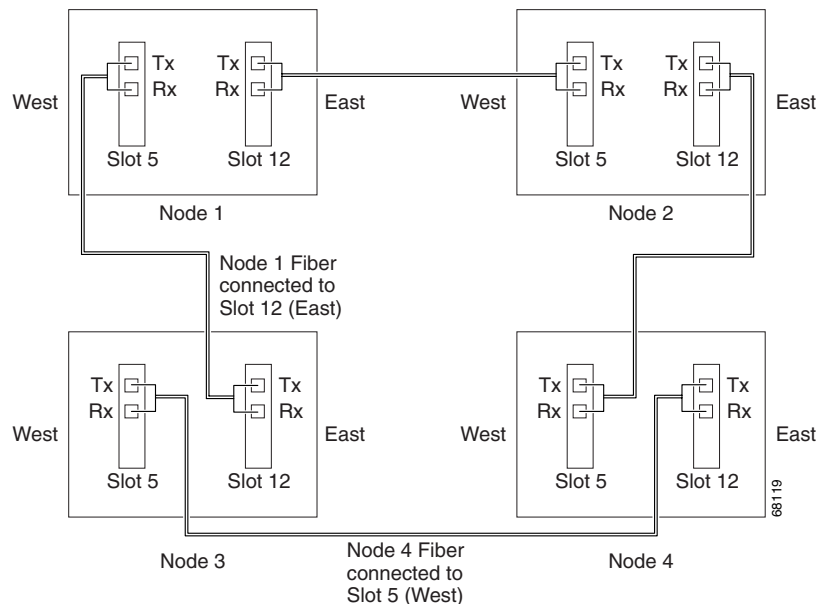 Tx Tx Tx Tx
West Rx Rx East West Rx Rx East
Slot 5 Slot 12 Slot 5 Slot 12
Node 1 Node 2
Node 1 Fiber
connected to
Slot 12 (East)
Tx Tx Tx Tx
Rx Rx Rx Rx
West East West East
Slot 5 Slot 12 Slot 5 Slot 12
68119
Node 3 Node 4 Fiber Node 4
connected to
Slot 5 (West)